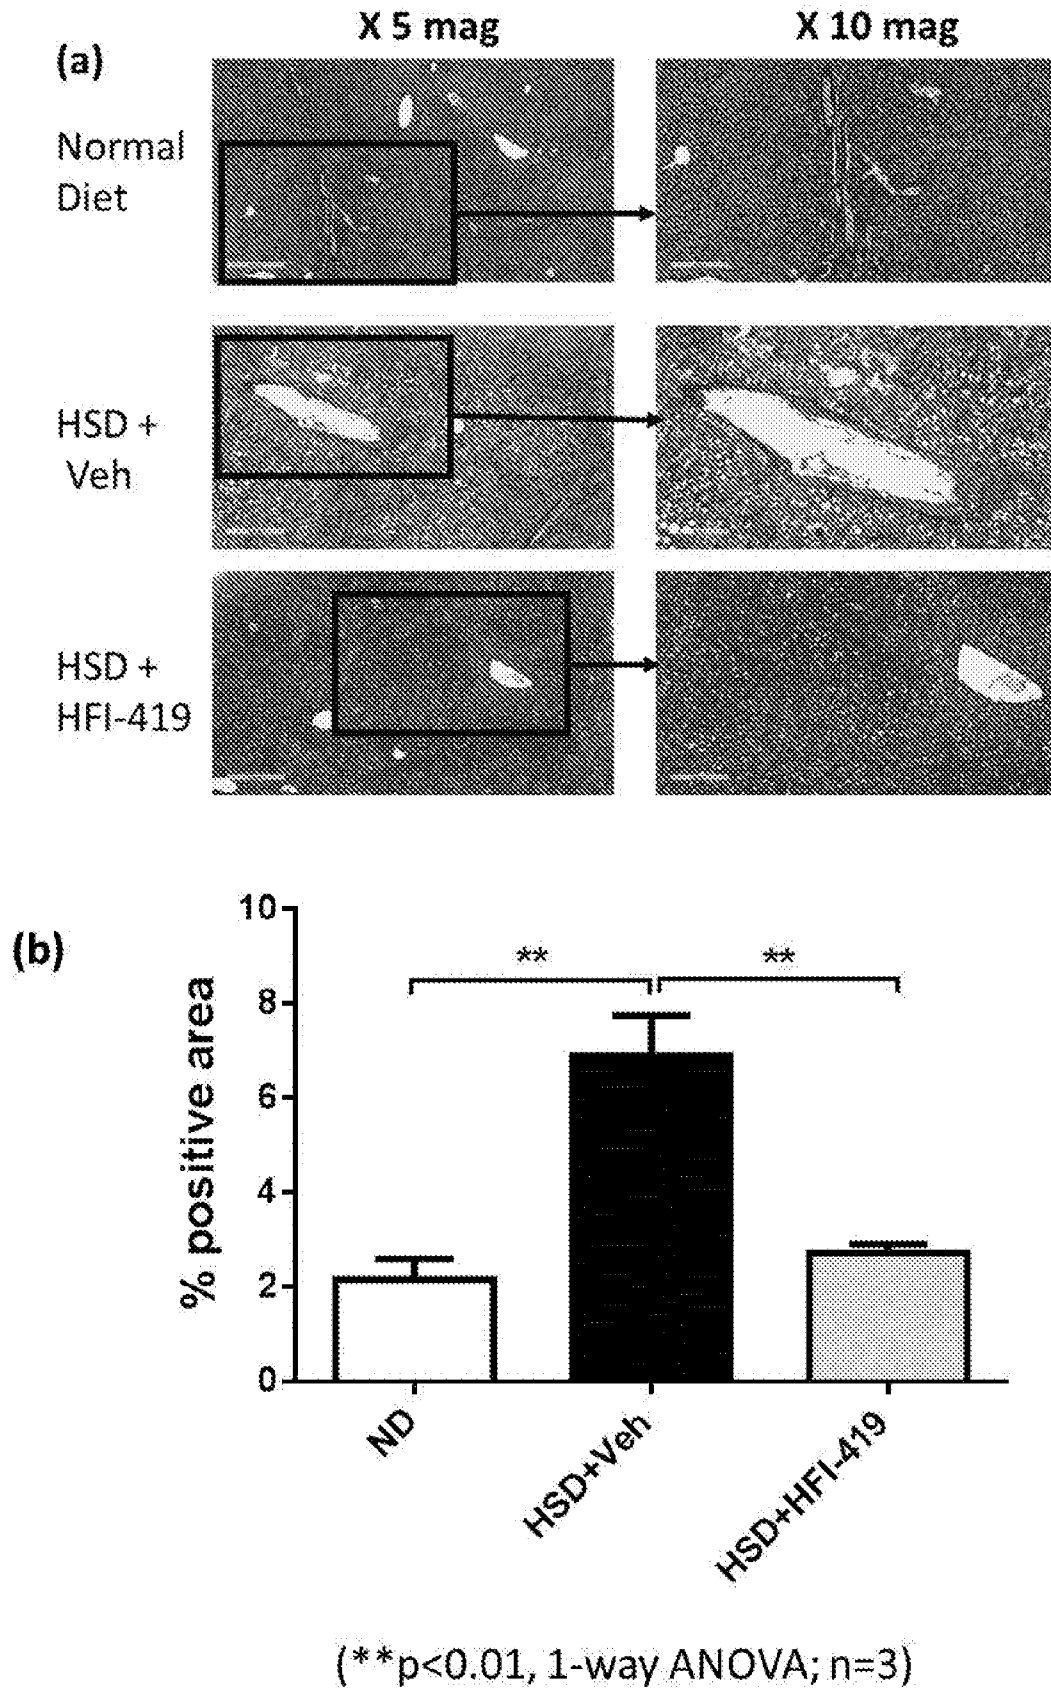 X 5 mag X 10 mag
(a)
Normal
Diet
HSD +
Veh
HSD +
HFI-419
(b)
% positive area
10
8
6
4
2
0
** **
ND
HSD+Veh
HSD+HFI-419
(**p<0.01, 1-way ANOVA; n=3)